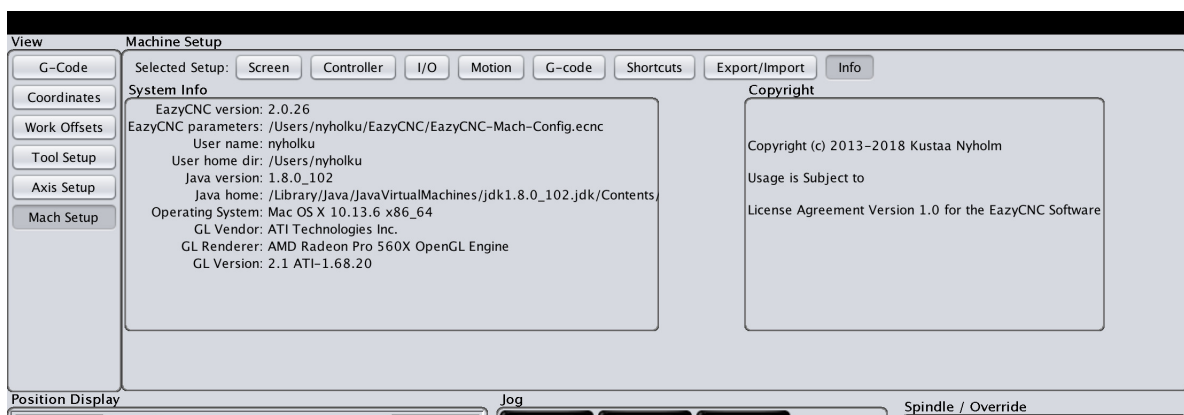 View
Machine Setup
G-Code
Coordinates
Work Offsets
Tool Setup
Axis Setup
Mach Setup
Selected Setup: Screen Controller I/O Motion G-code Shortcuts Export/Import Info
System Info
EazyCNC version: 2.0.26
EazyCNC parameters: /Users/nyholku/EazyCNC/EazyCNC-Mach-Config.ecnc
User name: nyholku
User home dir: /Users/nyholku
Java version: 1.8.0_102
Java home: /Library/Java/JavaVirtualMachines/jdk1.8.0_102.jdk/Contents/
Operating System: Mac OS X 10.13.6 x86_64
GL Vendor: ATI Technologies Inc.
GL Renderer: AMD Radeon Pro 560X OpenGL Engine
GL Version: 2.1 ATI-1.68.20
Copyright
Copyright (c) 2013-2018 Kustaa Nyholm
Usage is Subject to
License Agreement Version 1.0 for the EazyCNC Software
Position Display
Jog
Spindle / Override